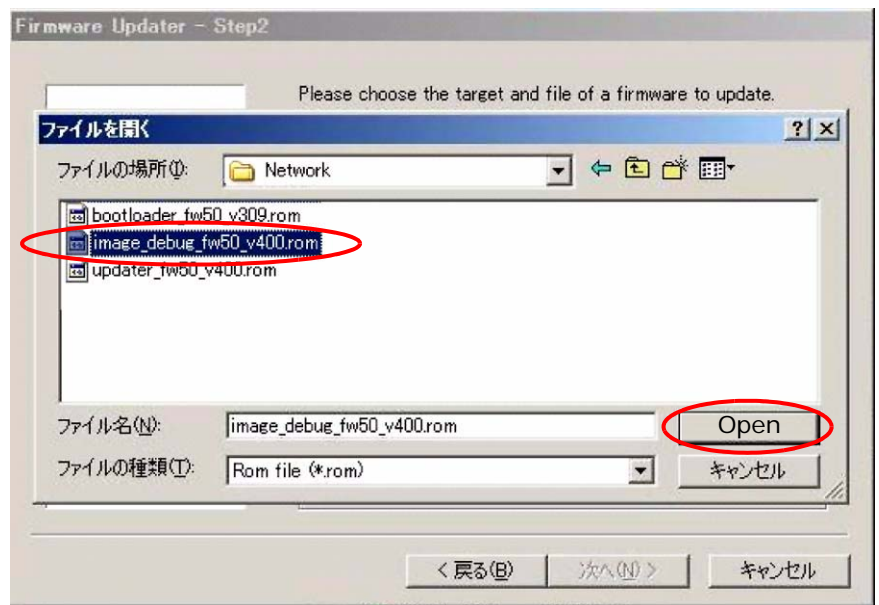 Firmware Updater - Step2
Please choose the target and file of a firmware to update.
ファイルを開く
ファイルの場所(I):
Network
bootloader_fw50_v309.rom
image_debug_fw50_v400.rom
updater_fw50_v400.rom
ファイル名(N):
image_debug_fw50_v400.rom
Open
ファイルの種類(T):
Rom file (*.rom)
キャンセル
< 戻る(B)
次へ(N) >
キャンセル